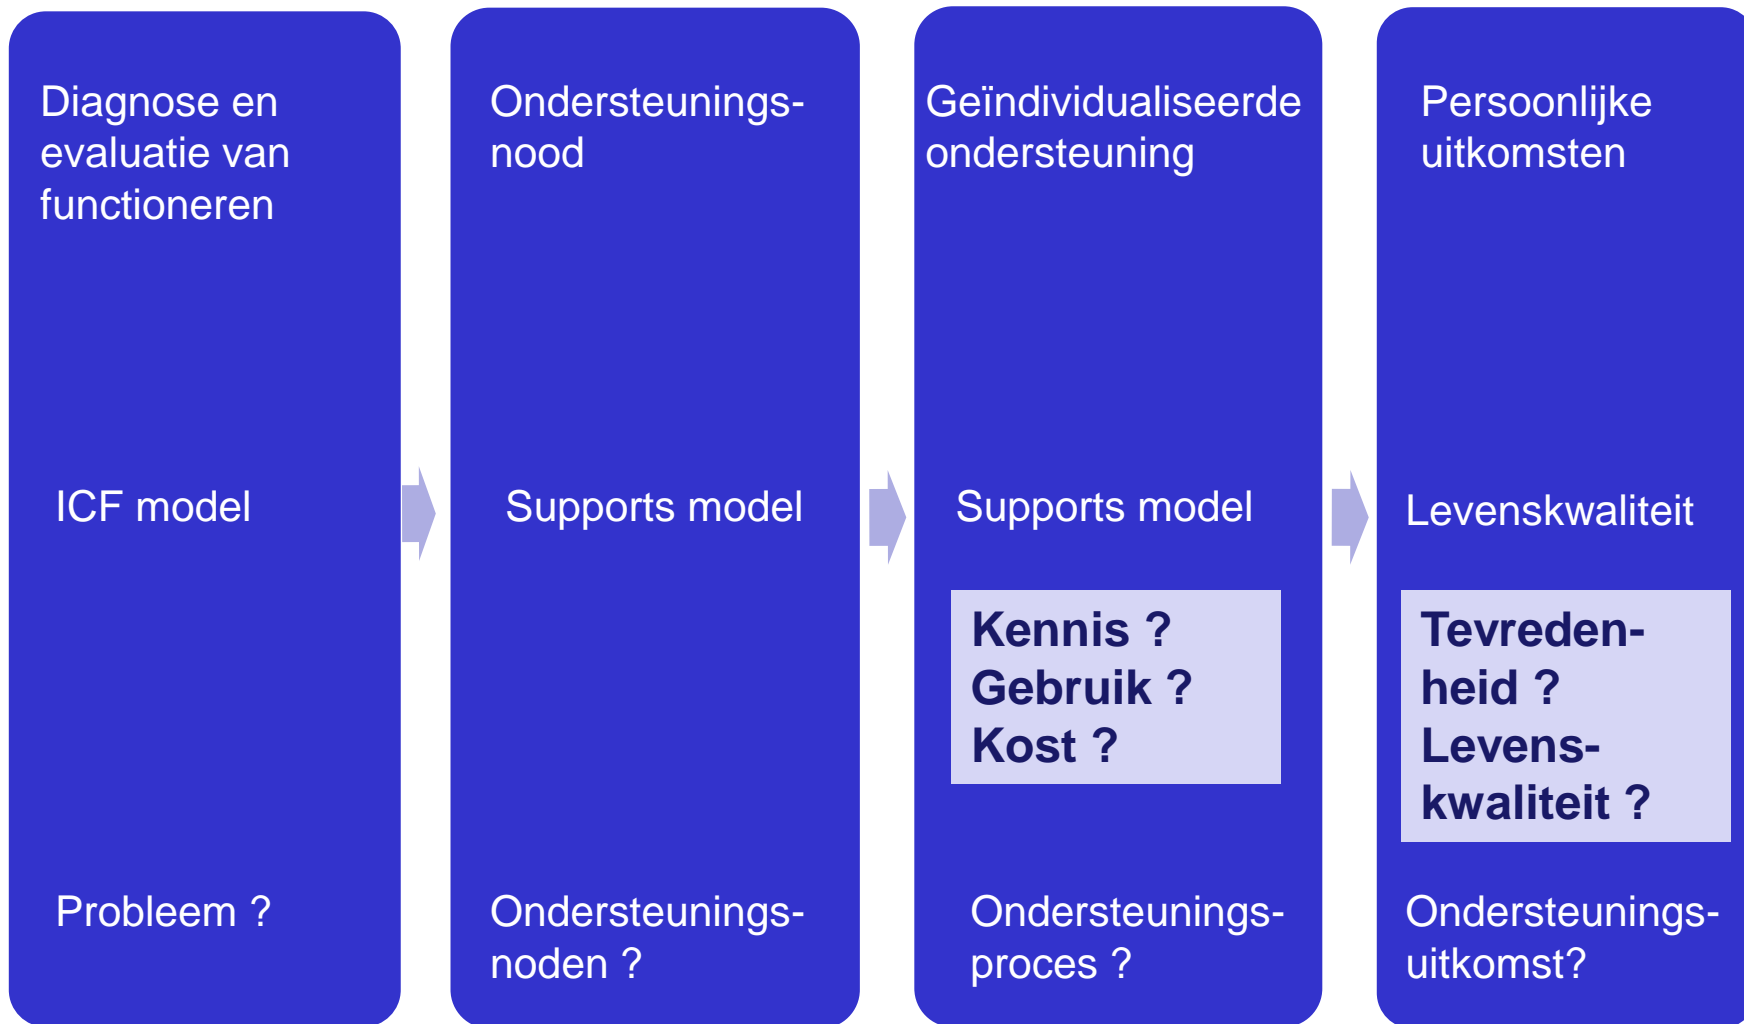 Diagnose en
evaluatie van
functioneren
ICF model
Probleem ?
Ondersteunings-
nood
Supports model
Ondersteunings-
noden ?
Geïndividualiseerde
ondersteuning
Supports model
Kennis ?
Gebruik ?
Kost ?
Ondersteunings-
proces ?
Persoonlijke
uitkomsten
Levenskwaliteit
Tevreden-
heid ?
Levens-
kwaliteit ?
Ondersteunings-
uitkomst?